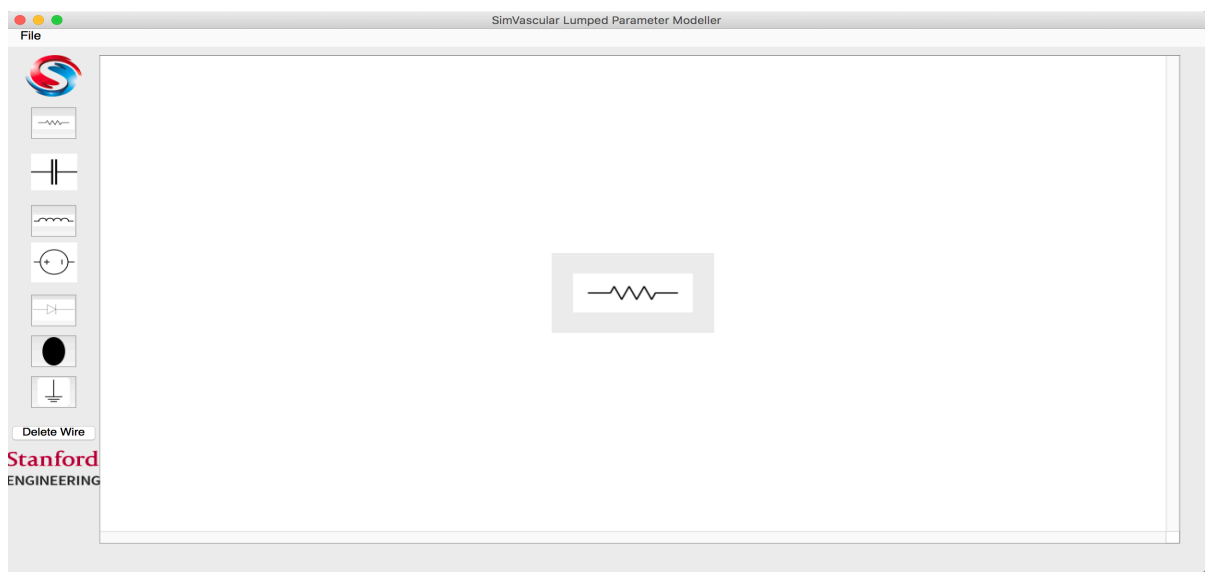 SimVascular Lumped Parameter Modeller
File
Delete Wire
Stanford
ENGINEERING